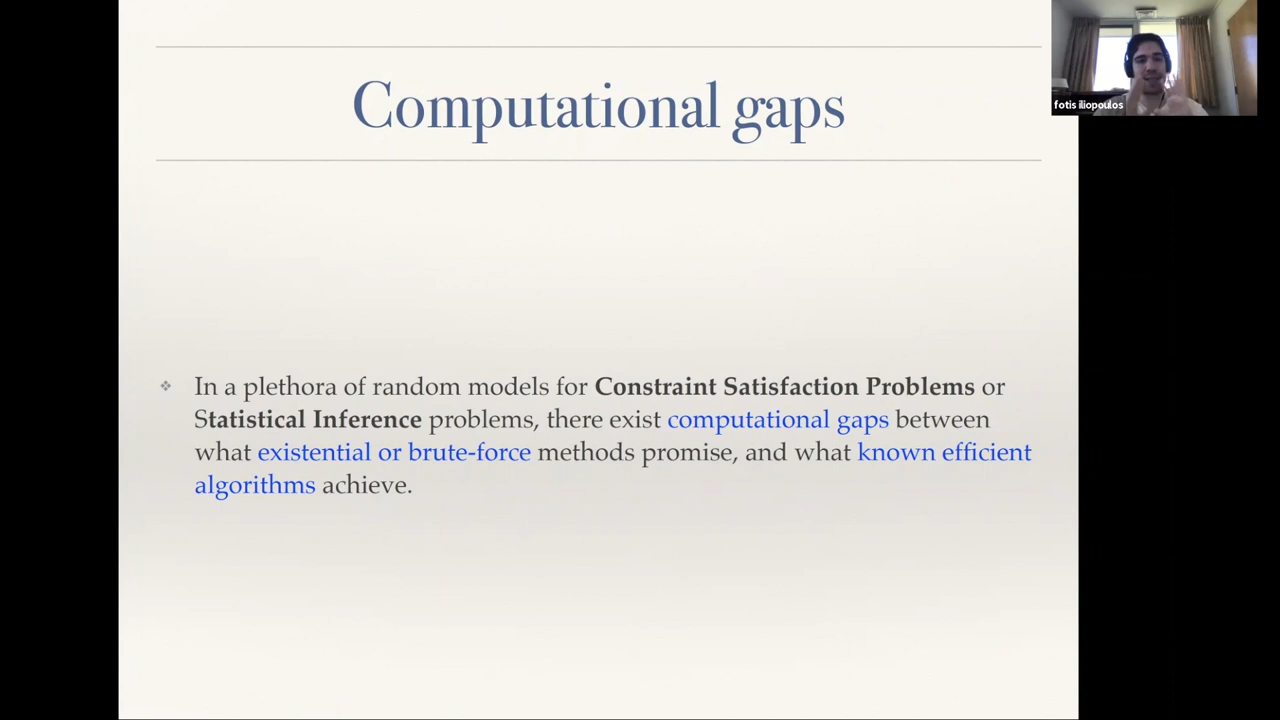 Computational gaps
fotis iliopoulos
❖ In a plethora of random models for Constraint Satisfaction Problems or
Statistical Inference problems, there exist computational gaps between
what existential or brute-force methods promise, and what known efficient
algorithms achieve.